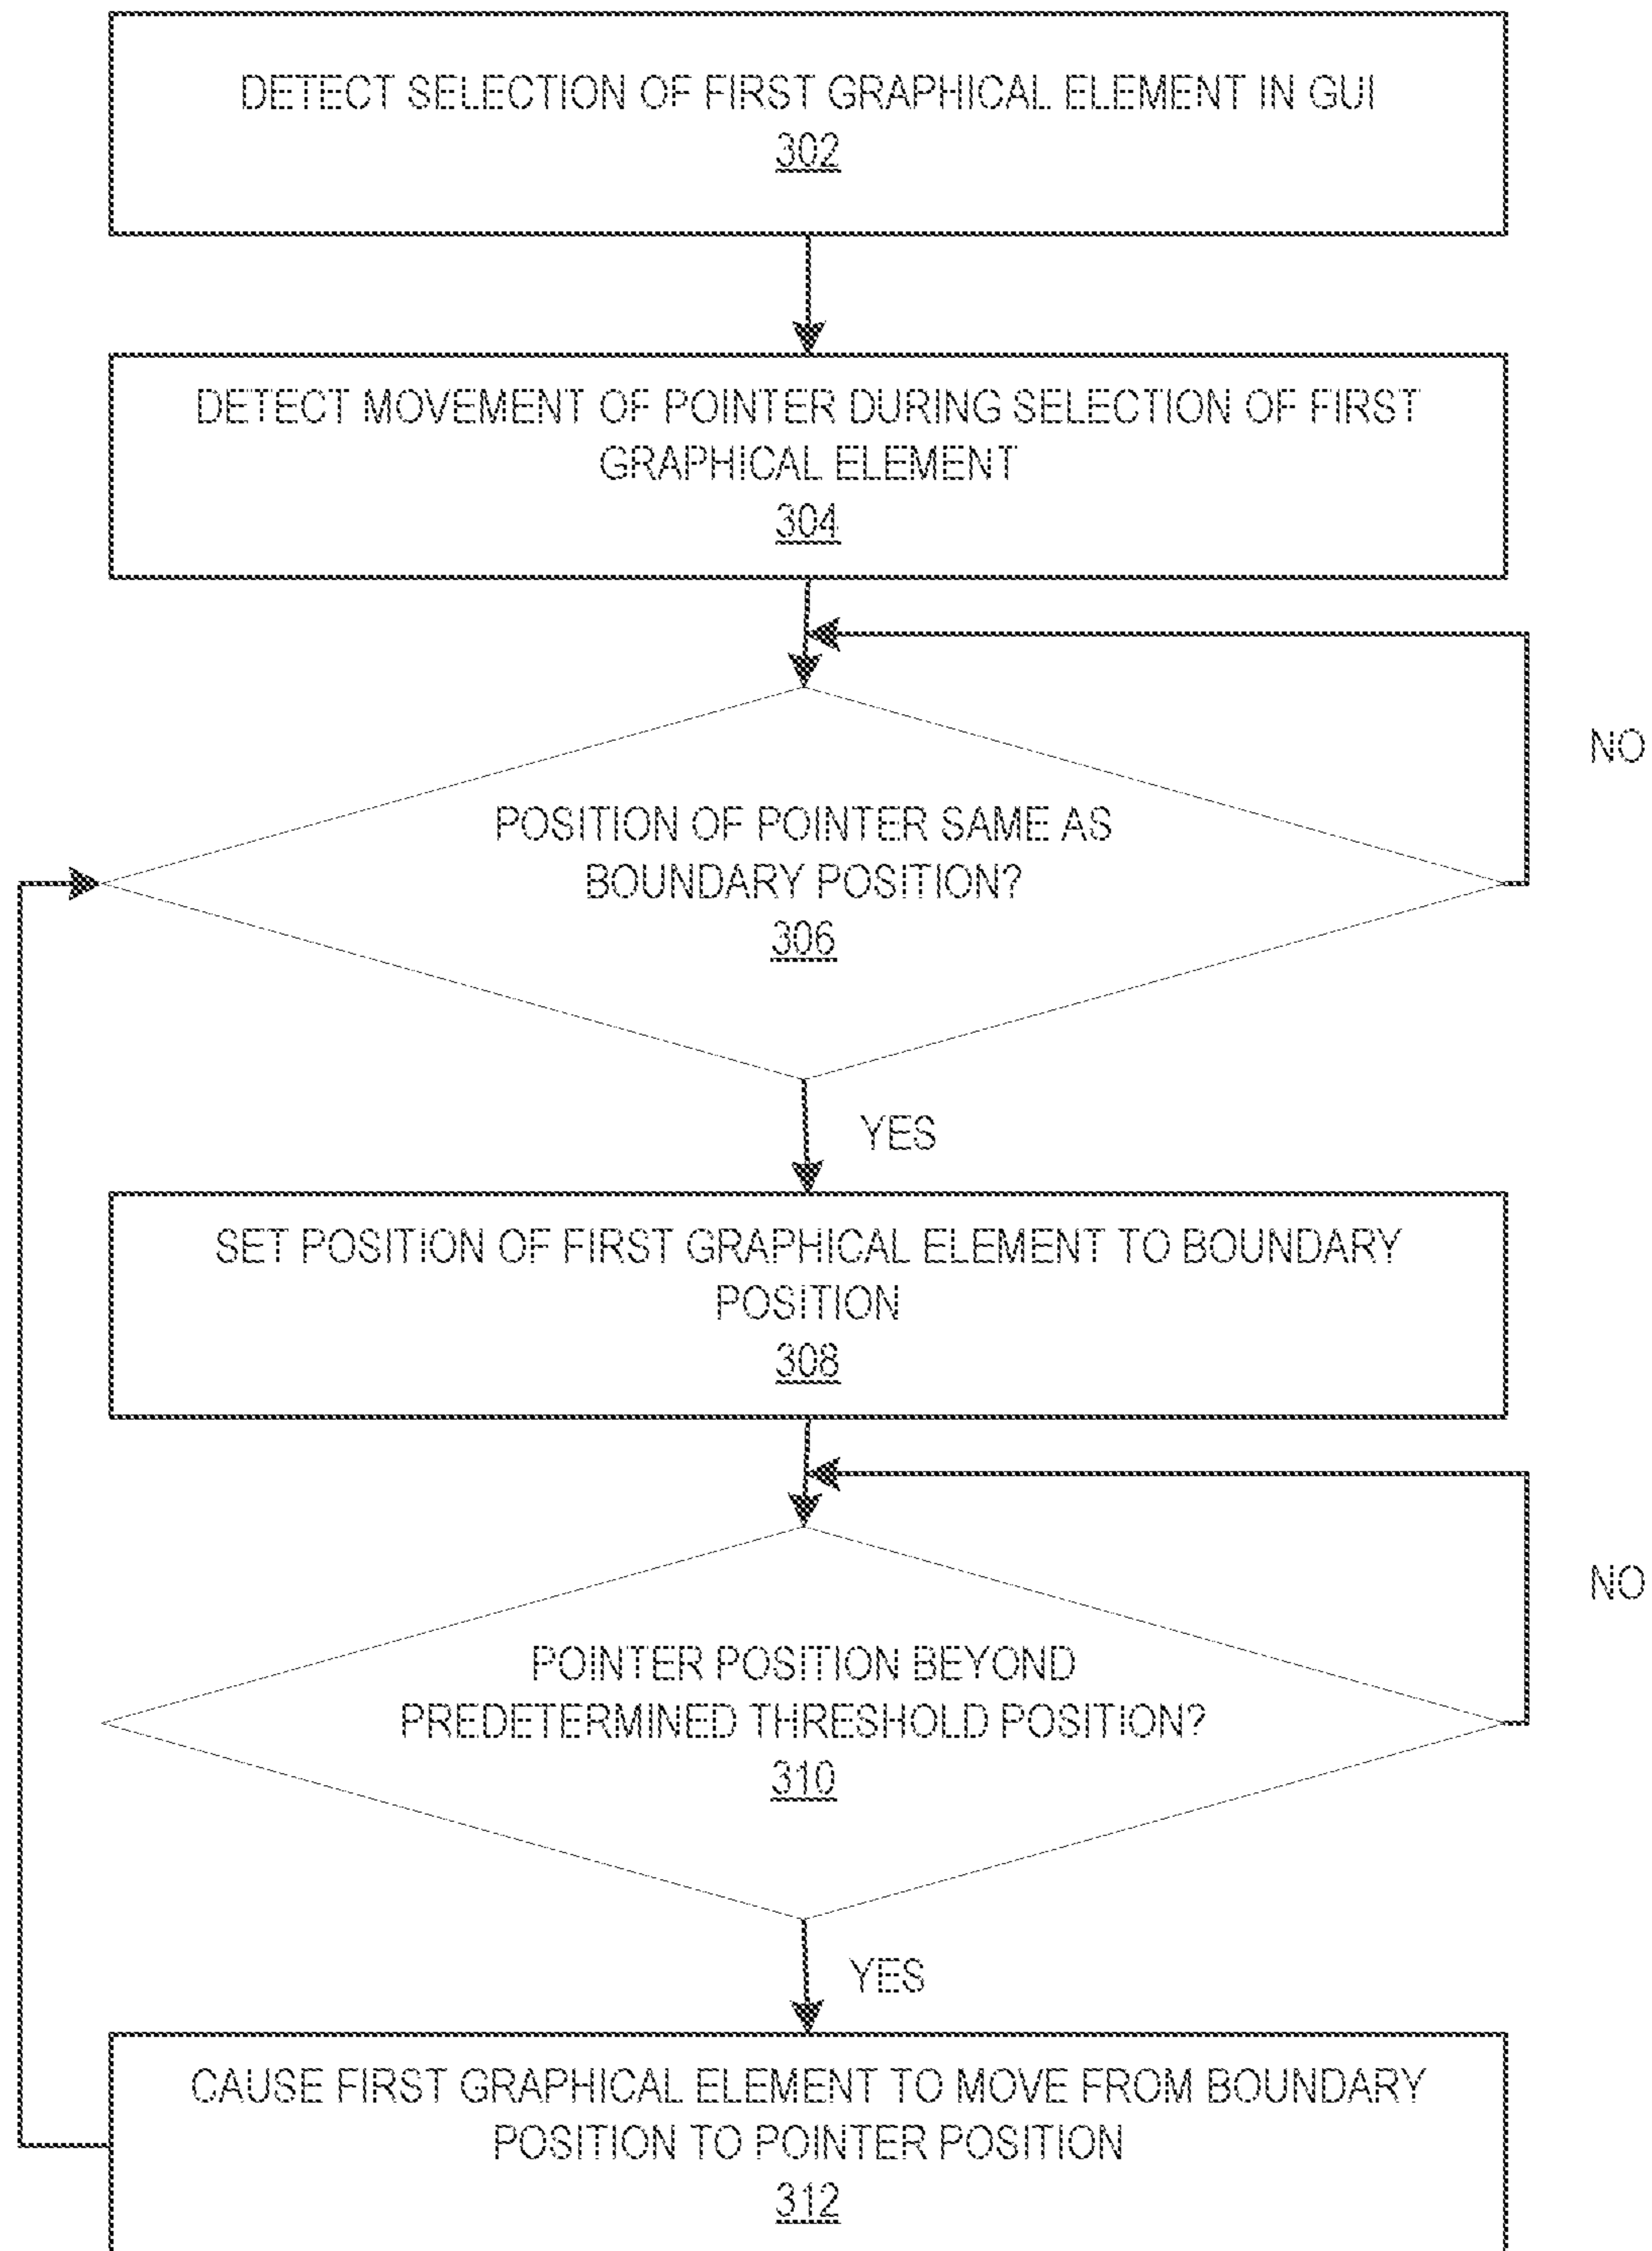 DETECT SELECTION OF FIRST GRAPHICAL ELEMENT IN GUI
302
DETECT MOVEMENT OF POINTER DURING SELECTION OF FIRST
GRAPHICAL ELEMENT
304
NO
POSITION OF POINTER SAME AS
BOUNDARY POSITION?
306
YES
SET POSITION OF FIRST GRAPHICAL ELEMENT TO BOUNDARY
POSITION
308
NO
POINTER POSITION BEYOND
PREDETERMINED THRESHOLD POSITION?
310
YES
CAUSE FIRST GRAPHICAL ELEMENT TO MOVE FROM BOUNDARY
POSITION TO POINTER POSITION
312